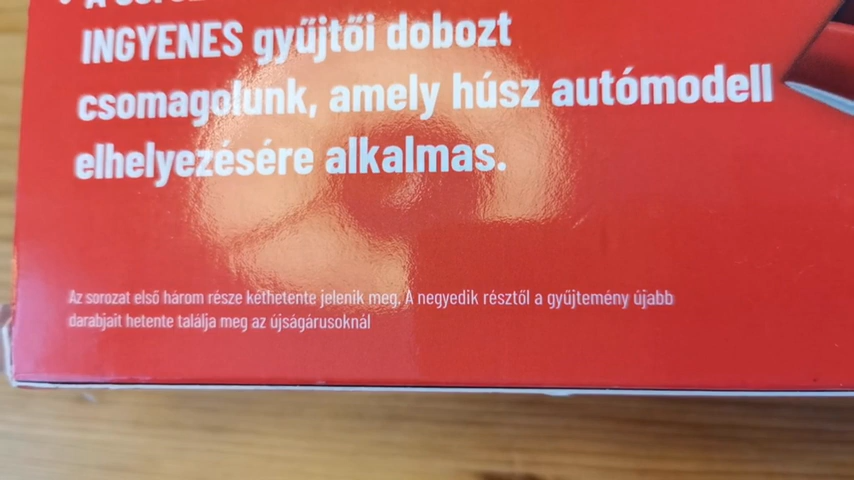 INGYENES gyűjtői dobozt
csomagolunk, amely húsz autómodell
elhelyezésére alkalmas.
Az sorozat első három része kéthetente jelenik meg. A negyedik résztől a gyűjtemény újabb
darabjait hetente találja meg az újságárusoknál